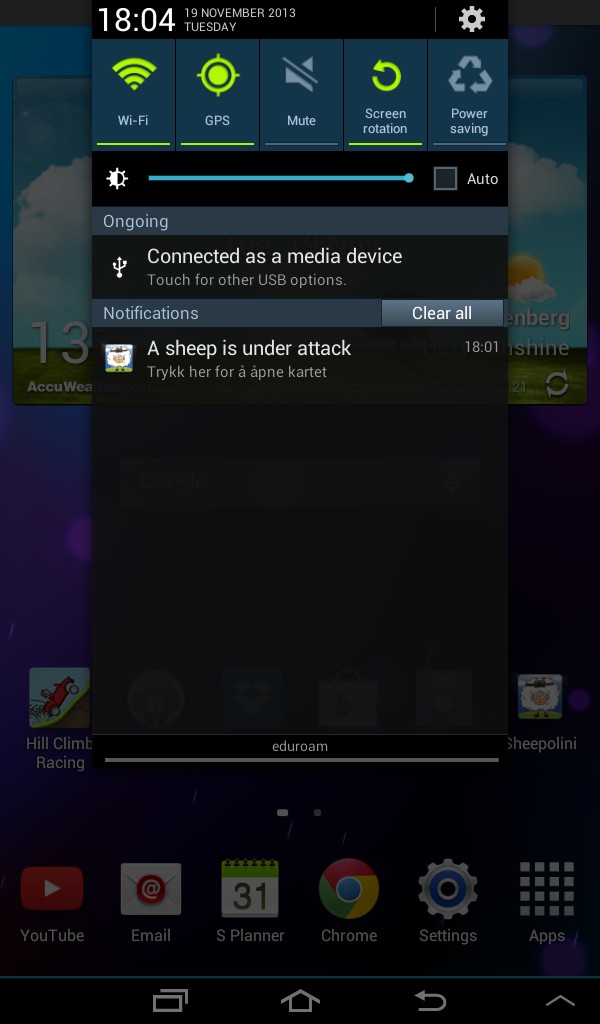 18:04
19 NOVEMBER 2013
TUESDAY
Wi-Fi
GPS
Mute
Screen rotation
Power saving
Auto
Ongoing
Connected as a media device
Touch for other USB options.
Notifications
Clear all
A sheep is under attack
18:01
Trykk her for å åpne kartet
13
enberg
nshine
AccuWeather.com
21
Google
Hill Climb
Racing
Sheepolini
eduroam
31
YouTube
Email
S Planner
Chrome
Settings
Apps